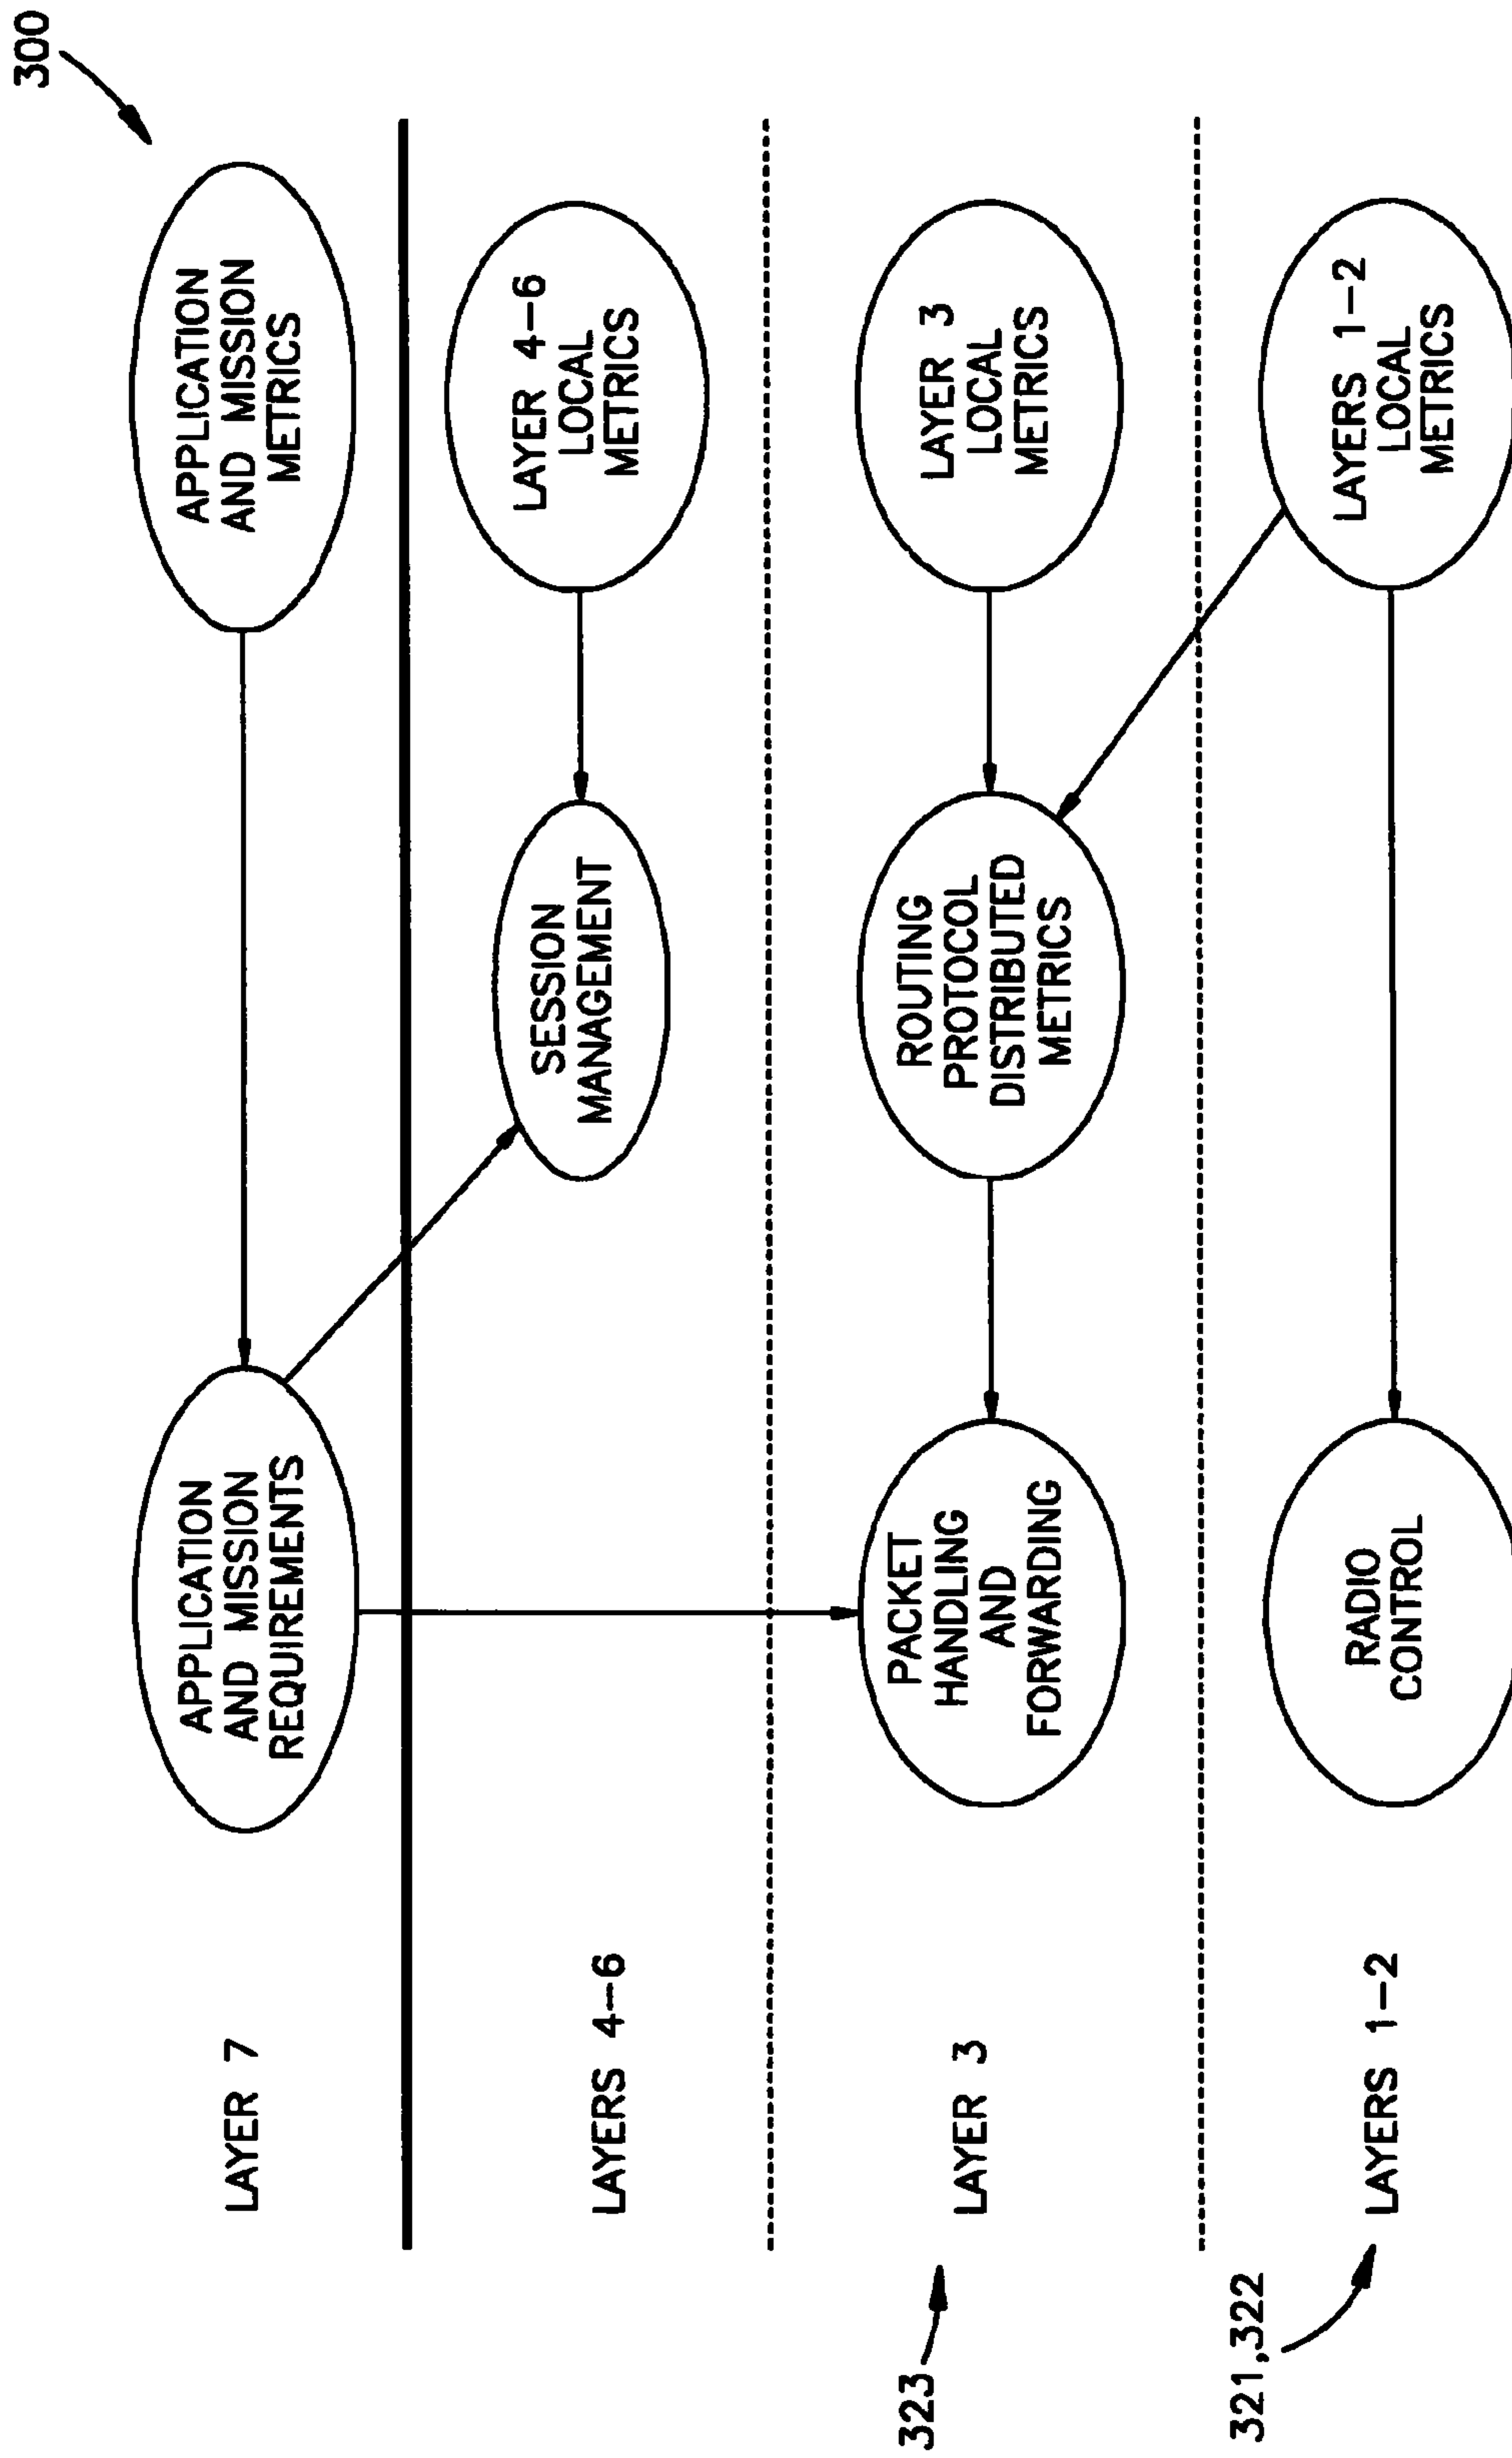 300
LAYER 7
APPLICATION
AND MISSION
REQUIREMENTS
APPLICATION
AND MISSION
METRICS
LAYERS 4-6
SESSION
MANAGEMENT
LAYER 4-6
LOCAL
METRICS
323
LAYER 3
PACKET
HANDLING
AND
FORWARDING
ROUTING
PROTOCOL
DISTRIBUTED
METRICS
LAYER 3
LOCAL
METRICS
321,322
LAYERS 1-2
RADIO
CONTROL
LAYERS 1-2
LOCAL
METRICS